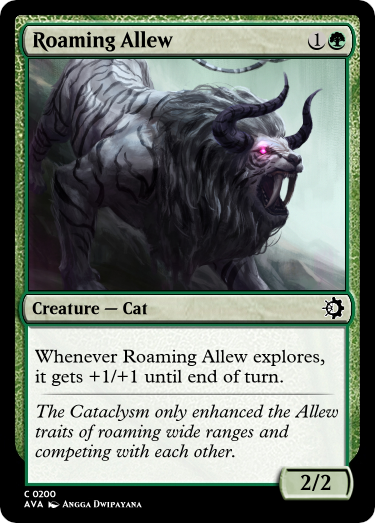 Roaming Allew
1
Creature — Cat
Whenever Roaming Allew explores,
it gets +1/+1 until end of turn.
The Cataclysm only enhanced the Allew
traits of roaming wide ranges and
competing with each other.
2/2
C 0200
AVA Angga Dwipayana